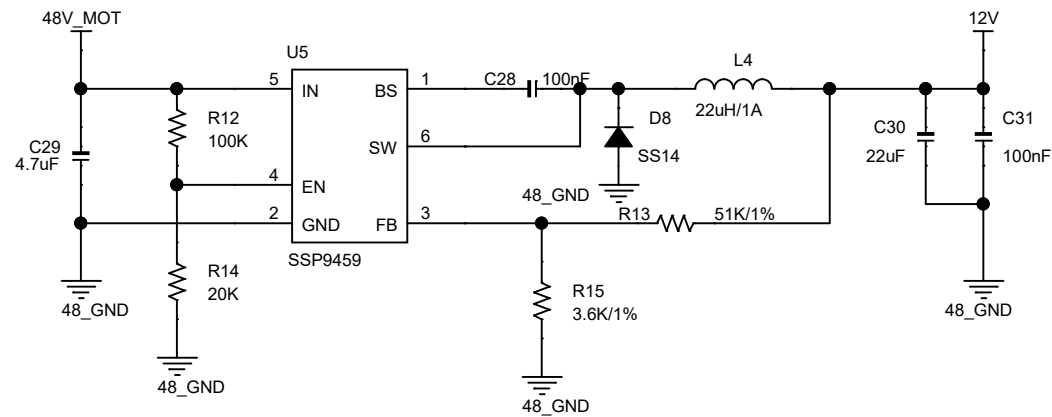 48V_MOT
12V
U5
L4
5
IN
BS
1
C28
100nF
R12
100K
D8
22uH/1A
C30
22uF
C31
100nF
C29
4.7uF
SW
6
SS14
4
EN
48_GND
2
GND
FB
3
R13
51K/1%
SSP9459
R14
20K
R15
3.6K/1%
48_GND
48_GND
48_GND
48_GND